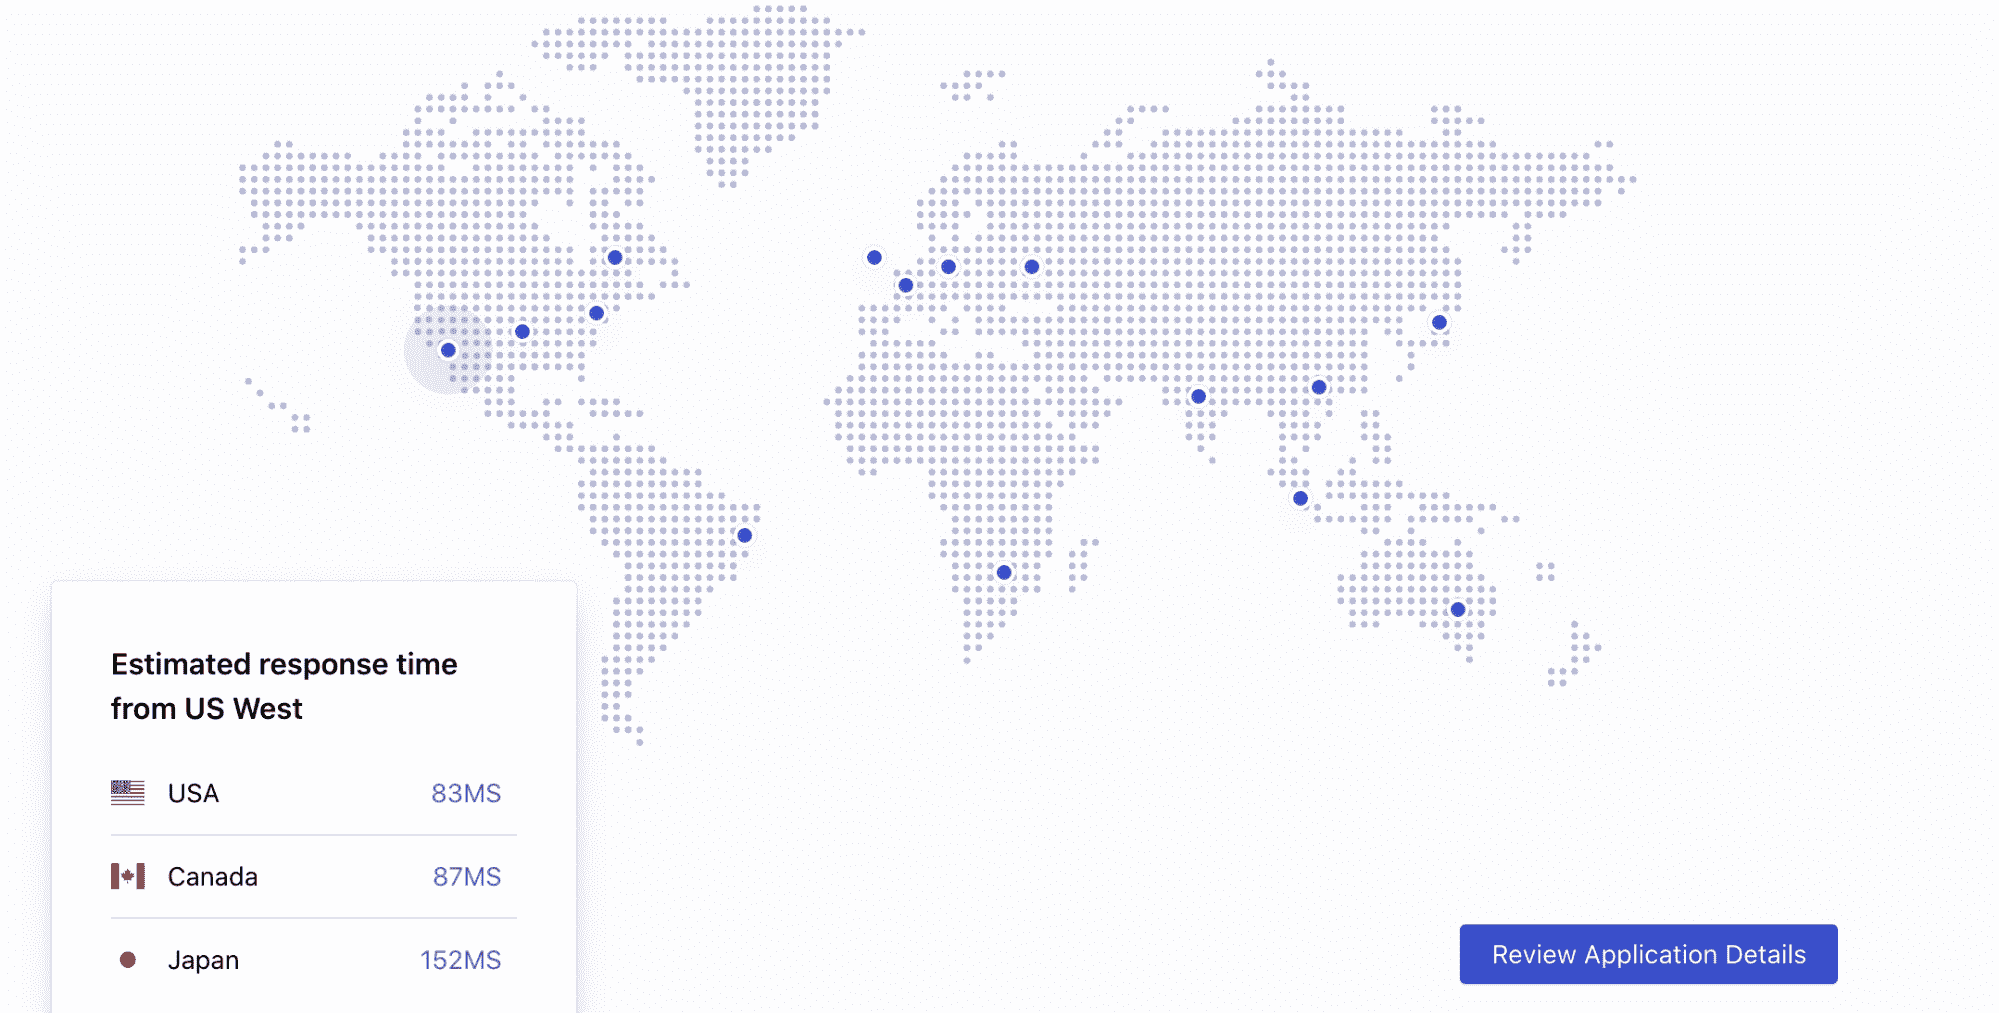 Estimated response time
from US West
USA 83MS
Canada 87MS
Japan 152MS
Review Application Details